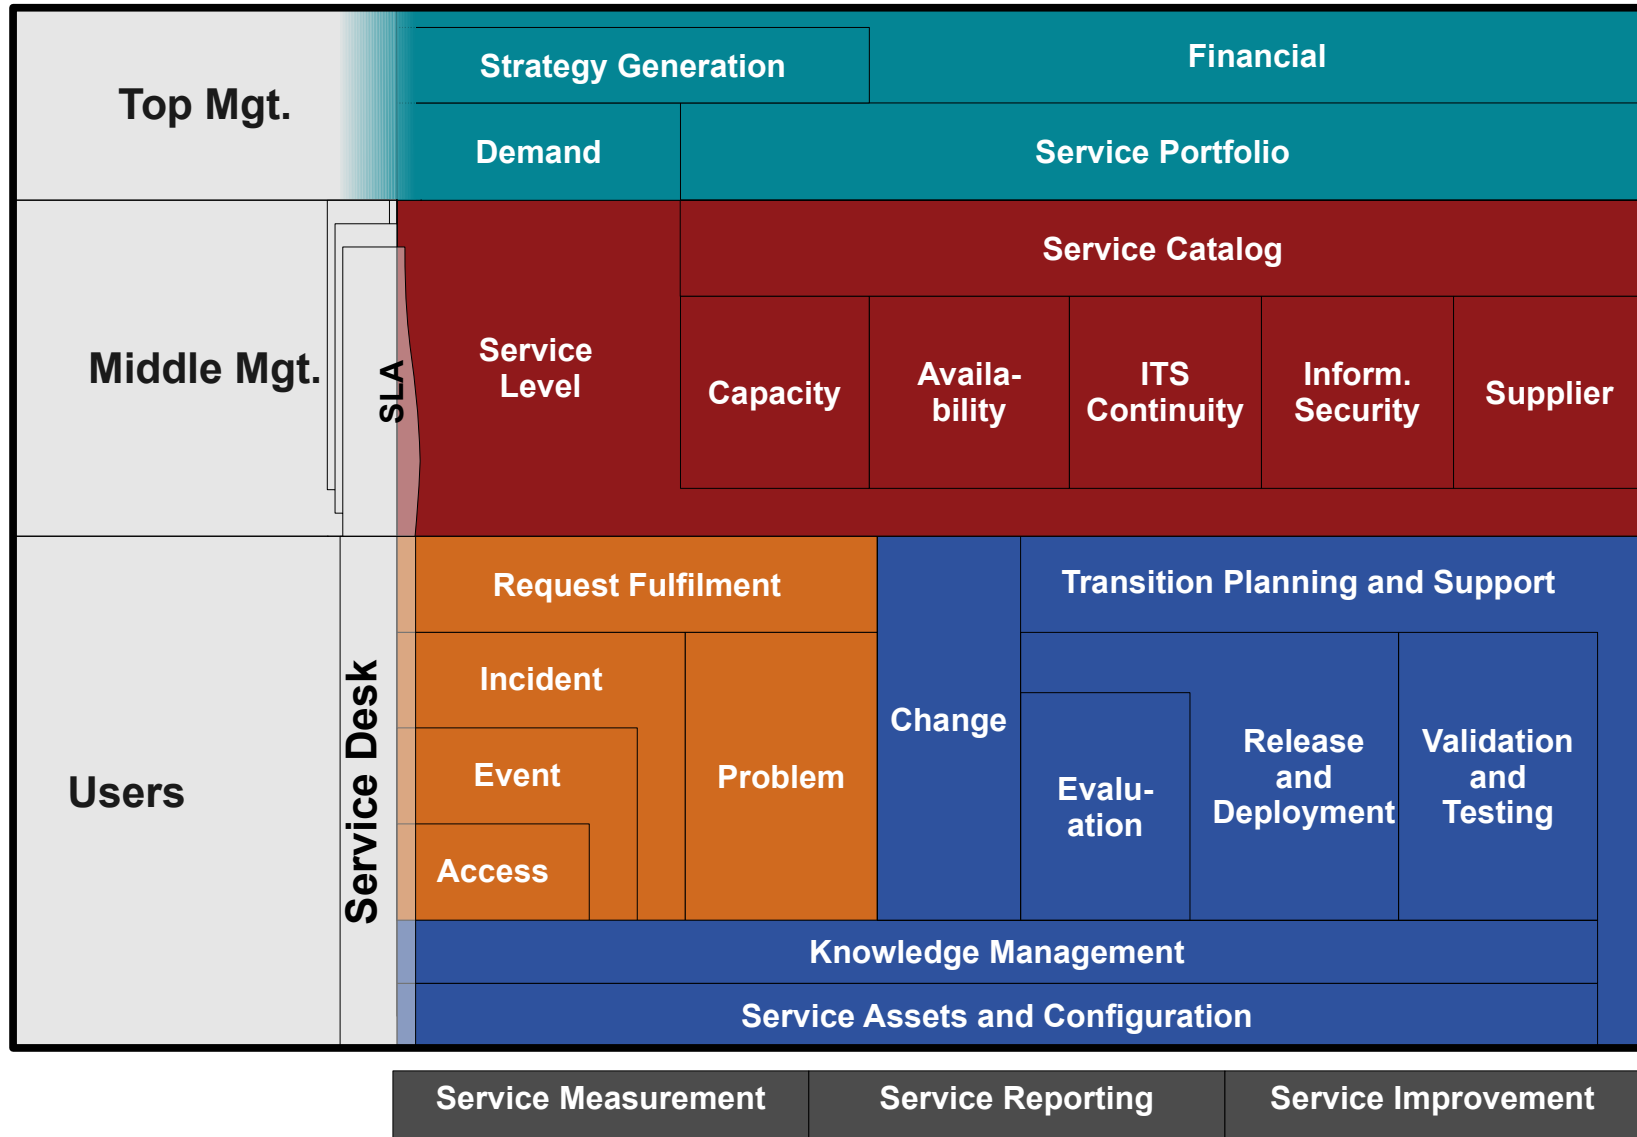 Top Mgt.
Strategy Generation
Financial
Demand
Service Portfolio
Middle Mgt.
SLA
Service
Level
Service Catalog
Capacity
Availa-
bility
ITS
Continuity
Inform.
Security
Supplier
Users
Service Desk
Request Fulfilment
Incident
Event
Access
Problem
Change
Transition Planning and Support
Evalu-
ation
Release
and
Deployment
Validation
and
Testing
Knowledge Management
Service Assets and Configuration
Service Measurement
Service Reporting
Service Improvement